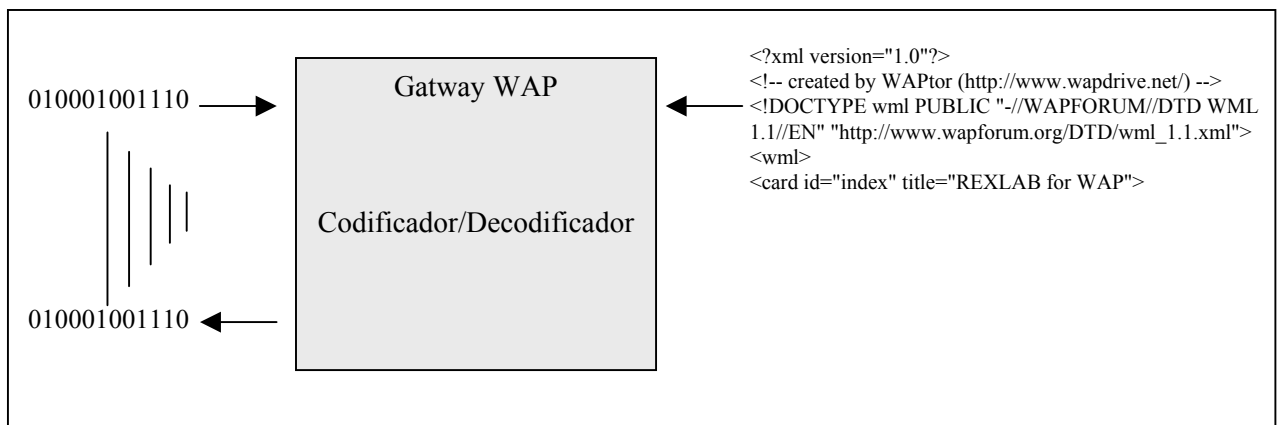 010001001110
Gatway WAP
Codificador/Decodificador
010001001110
<?xml version="1.0"?>
<!-- created by WAPtor (http://www.wapdrive.net/) -->
<!DOCTYPE wml PUBLIC "-//WAPFORUM//DTD WML
1.1//EN" "http://www.wapforum.org/DTD/wml_1.1.xml">
<wml>
<card id="index" title="REXLAB for WAP">